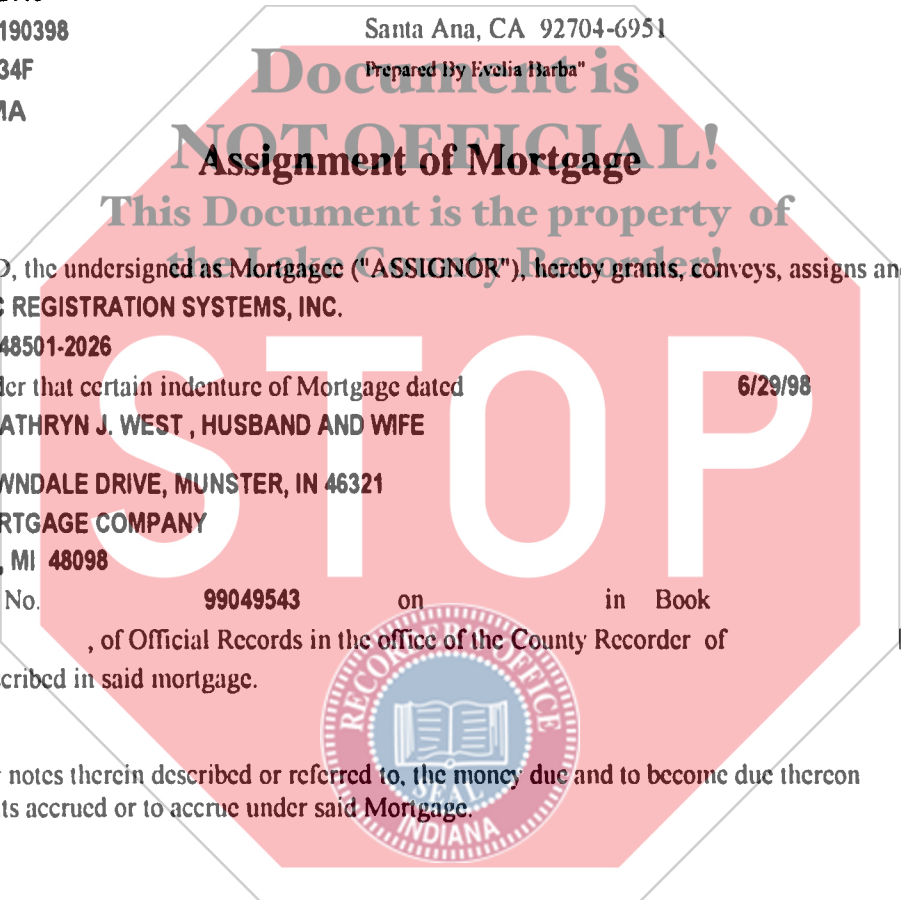 190398
Santa Ana, CA 92704-6951
34F
Prepared By Evelia Barba"
Document is
NOT OFFICIAL!
Assignment of Mortgage
This Document is the property of
the Lake County Recorder!
, the undersigned as Mortgagee ("ASSIGNOR"), hereby grants, conveys, assigns and
REGISTRATION SYSTEMS, INC.
48501-2026
that certain indenture of Mortgage dated 6/29/98
ATHRYN J. WEST , HUSBAND AND WIFE
WNDALE DRIVE, MUNSTER, IN 46321
RTGAGE COMPANY
, MI 48098
No. 99049543 on in Book
, of Official Records in the office of the County Recorder of
cribed in said mortgage.
notes therein described or referred to, the money due and to become due thereon
ts accrued or to accrue under said Mortgage.
STOP
RECORDER'S OFFICE
SEAL
INDIANA